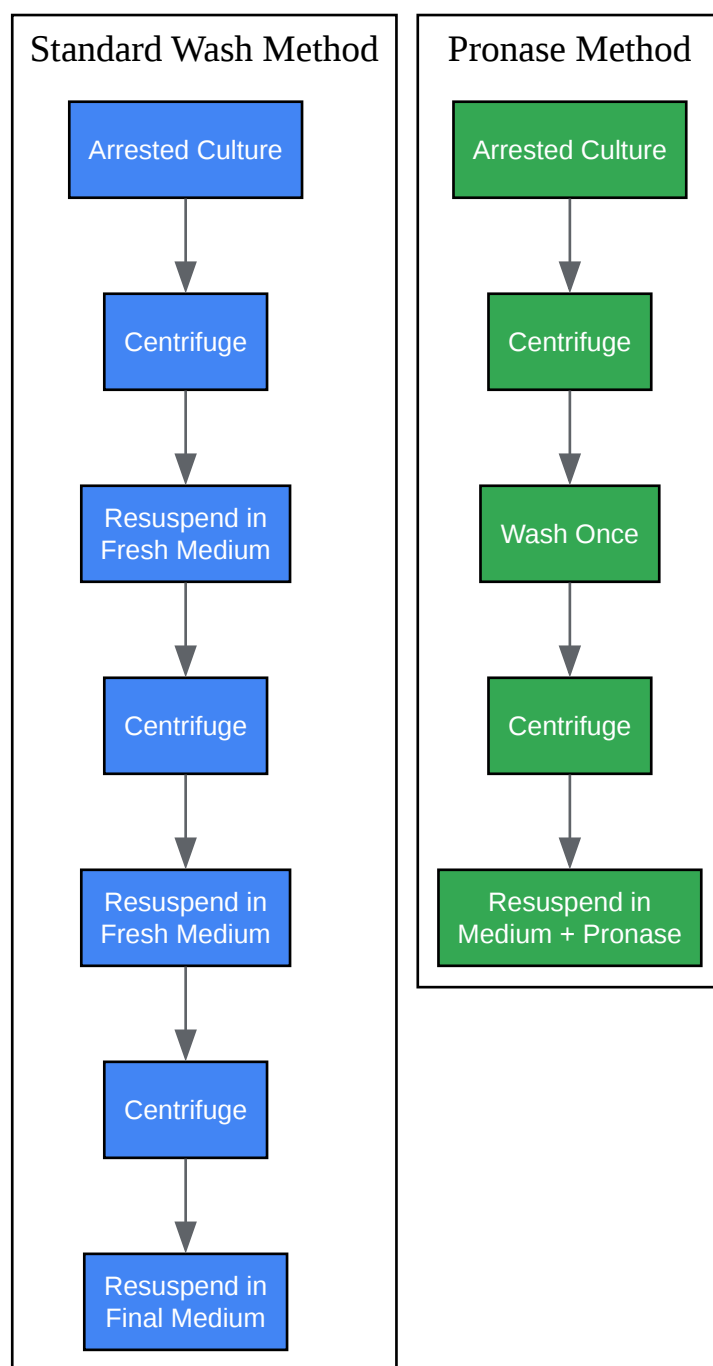 Standard Wash Method
Arrested Culture
Centrifuge
Resuspend in
Fresh Medium
Centrifuge
Resuspend in
Fresh Medium
Centrifuge
Resuspend in
Final Medium
Pronase Method
Arrested Culture
Centrifuge
Wash Once
Centrifuge
Resuspend in
Medium + Pronase